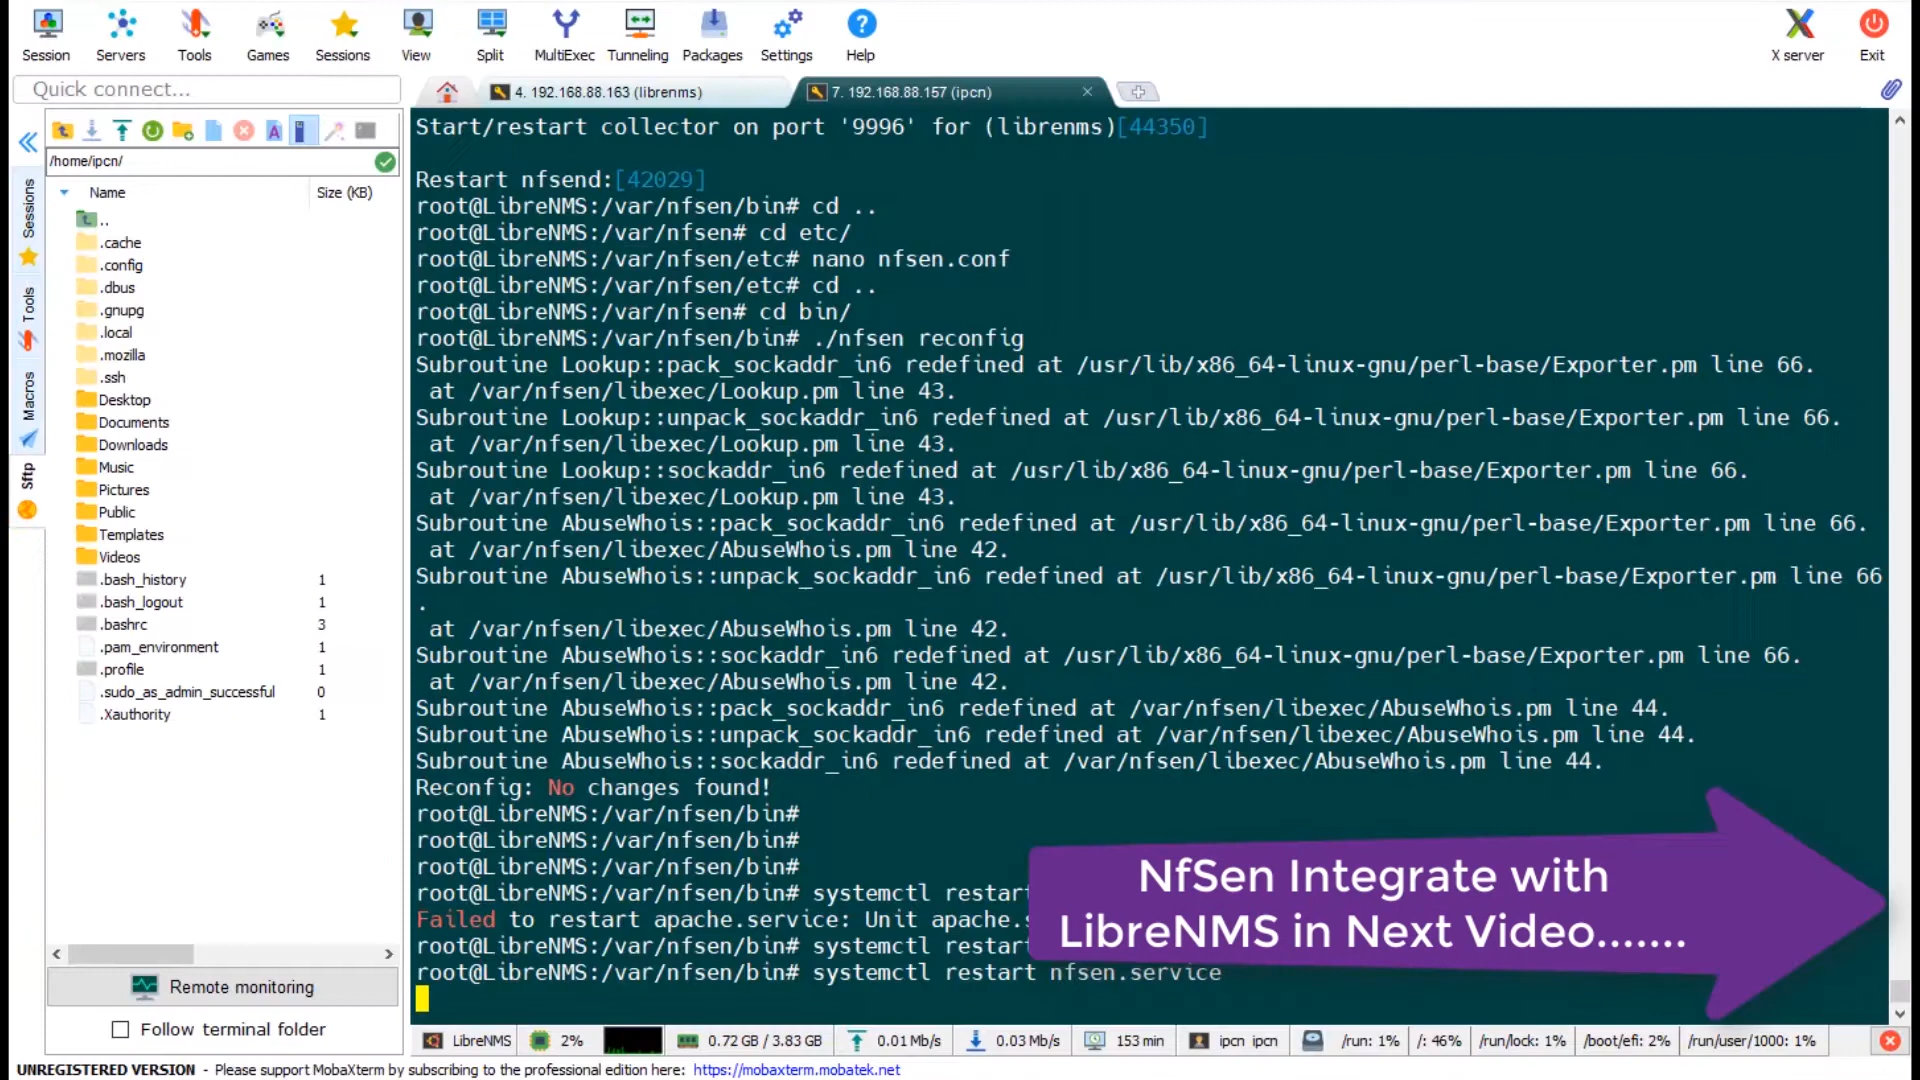 Session
Servers
Tools
Games
Sessions
View
Split
MultiExec
Tunneling
Packages
Settings
Help
X server
Exit
Quick connect...
4. 192.168.88.163 (librenms)
7. 192.168.88.157 (ipcn)
/home/ipcn/
Name Size (KB)
..
.cache
.config
.dbus
.gnupg
.local
.mozilla
.ssh
Desktop
Documents
Downloads
Music
Pictures
Public
Templates
Videos
.bash_history 1
.bash_logout 1
.bashrc 3
.pam_environment 1
.profile 1
.sudo_as_admin_successful 0
.Xauthority 1
Sessions
Tools
Macros
Sftp
Remote monitoring
Follow terminal folder
Start/restart collector on port '9996' for (librenms)[44350]
Restart nfsend:[42029]
root@LibreNMS:/var/nfsen/bin# cd ..
root@LibreNMS:/var/nfsen# cd etc/
root@LibreNMS:/var/nfsen/etc# nano nfsen.conf
root@LibreNMS:/var/nfsen/etc# cd ..
root@LibreNMS:/var/nfsen# cd bin/
root@LibreNMS:/var/nfsen/bin# ./nfsen reconfig
Subroutine Lookup::pack_sockaddr_in6 redefined at /usr/lib/x86_64-linux-gnu/perl-base/Exporter.pm line 66.
at /var/nfsen/libexec/Lookup.pm line 43.
Subroutine Lookup::unpack_sockaddr_in6 redefined at /usr/lib/x86_64-linux-gnu/perl-base/Exporter.pm line 66.
at /var/nfsen/libexec/Lookup.pm line 43.
Subroutine Lookup::sockaddr_in6 redefined at /usr/lib/x86_64-linux-gnu/perl-base/Exporter.pm line 66.
at /var/nfsen/libexec/Lookup.pm line 43.
Subroutine AbuseWhois::pack_sockaddr_in6 redefined at /usr/lib/x86_64-linux-gnu/perl-base/Exporter.pm line 66.
at /var/nfsen/libexec/AbuseWhois.pm line 42.
Subroutine AbuseWhois::unpack_sockaddr_in6 redefined at /usr/lib/x86_64-linux-gnu/perl-base/Exporter.pm line 66
.
at /var/nfsen/libexec/AbuseWhois.pm line 42.
Subroutine AbuseWhois::sockaddr_in6 redefined at /usr/lib/x86_64-linux-gnu/perl-base/Exporter.pm line 66.
at /var/nfsen/libexec/AbuseWhois.pm line 42.
Subroutine AbuseWhois::pack_sockaddr_in6 redefined at /var/nfsen/libexec/AbuseWhois.pm line 44.
Subroutine AbuseWhois::unpack_sockaddr_in6 redefined at /var/nfsen/libexec/AbuseWhois.pm line 44.
Subroutine AbuseWhois::sockaddr_in6 redefined at /var/nfsen/libexec/AbuseWhois.pm line 44.
Reconfig: No changes found!
root@LibreNMS:/var/nfsen/bin#
root@LibreNMS:/var/nfsen/bin#
root@LibreNMS:/var/nfsen/bin#
root@LibreNMS:/var/nfsen/bin# systemctl restart
Failed to restart apache.service: Unit apache.
root@LibreNMS:/var/nfsen/bin# systemctl restart
root@LibreNMS:/var/nfsen/bin# systemctl restart nfsen.service
NfSen Integrate with
LibreNMS in Next Video.......
LibreNMS 2% 0.72 GB / 3.83 GB 0.01 Mb/s 0.03 Mb/s 153 min ipcn ipcn /run: 1% /: 46% /run/lock: 1% /boot/efi: 2% /run/user/1000: 1%
UNREGISTERED VERSION - Please support MobaXterm by subscribing to the professional edition here: https://mobaxterm.mobatek.net